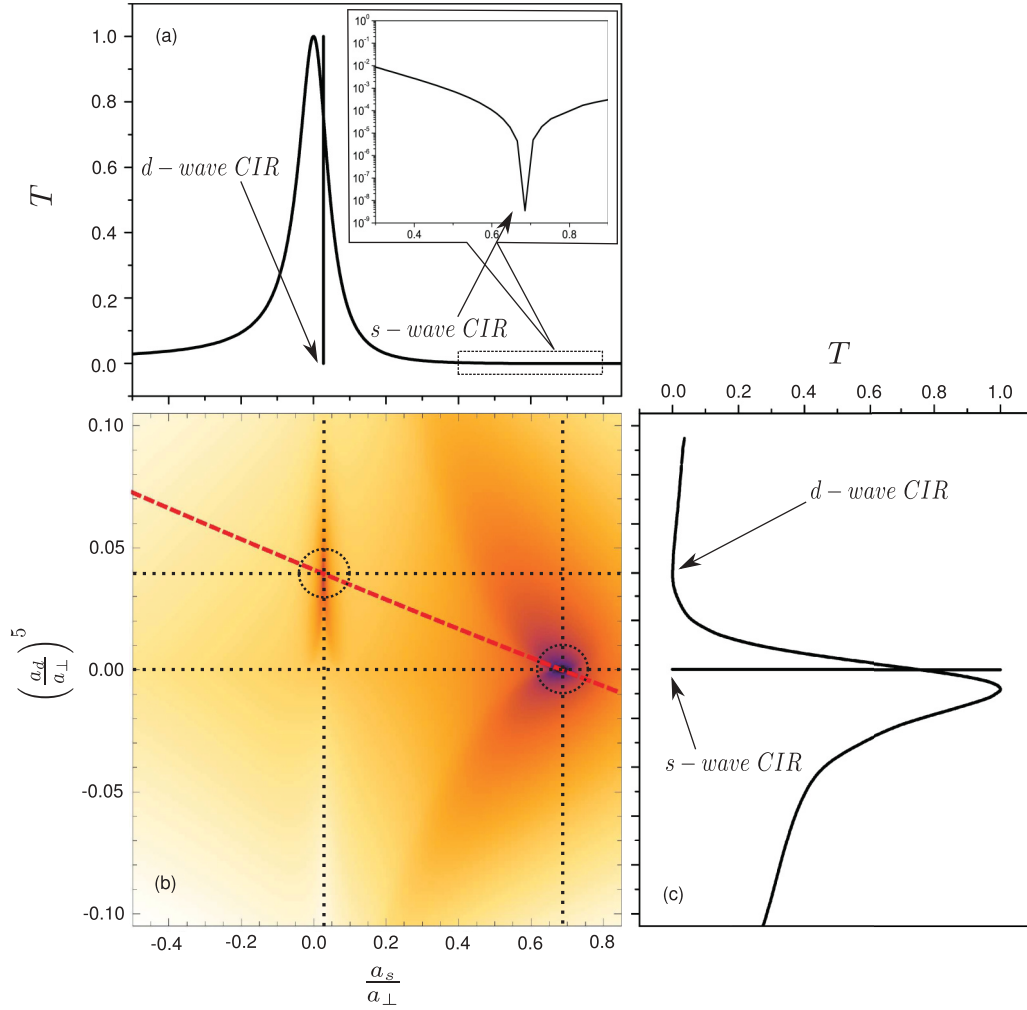 (a)
T
1.0
0.8
0.6
0.4
0.2
0.0
d – wave CIR
s – wave CIR
10^0
10^-1
10^-2
10^-3
10^-4
10^-5
10^-6
10^-7
10^-8
10^-9
0.4 0.6 0.8
(b)
(a_d/a_⊥)^5
0.10
0.05
0.00
-0.05
-0.10
-0.4 -0.2 0.0 0.2 0.4 0.6 0.8
a_s/a_⊥
T
0.0 0.2 0.4 0.6 0.8 1.0
d – wave CIR
s – wave CIR
(c)